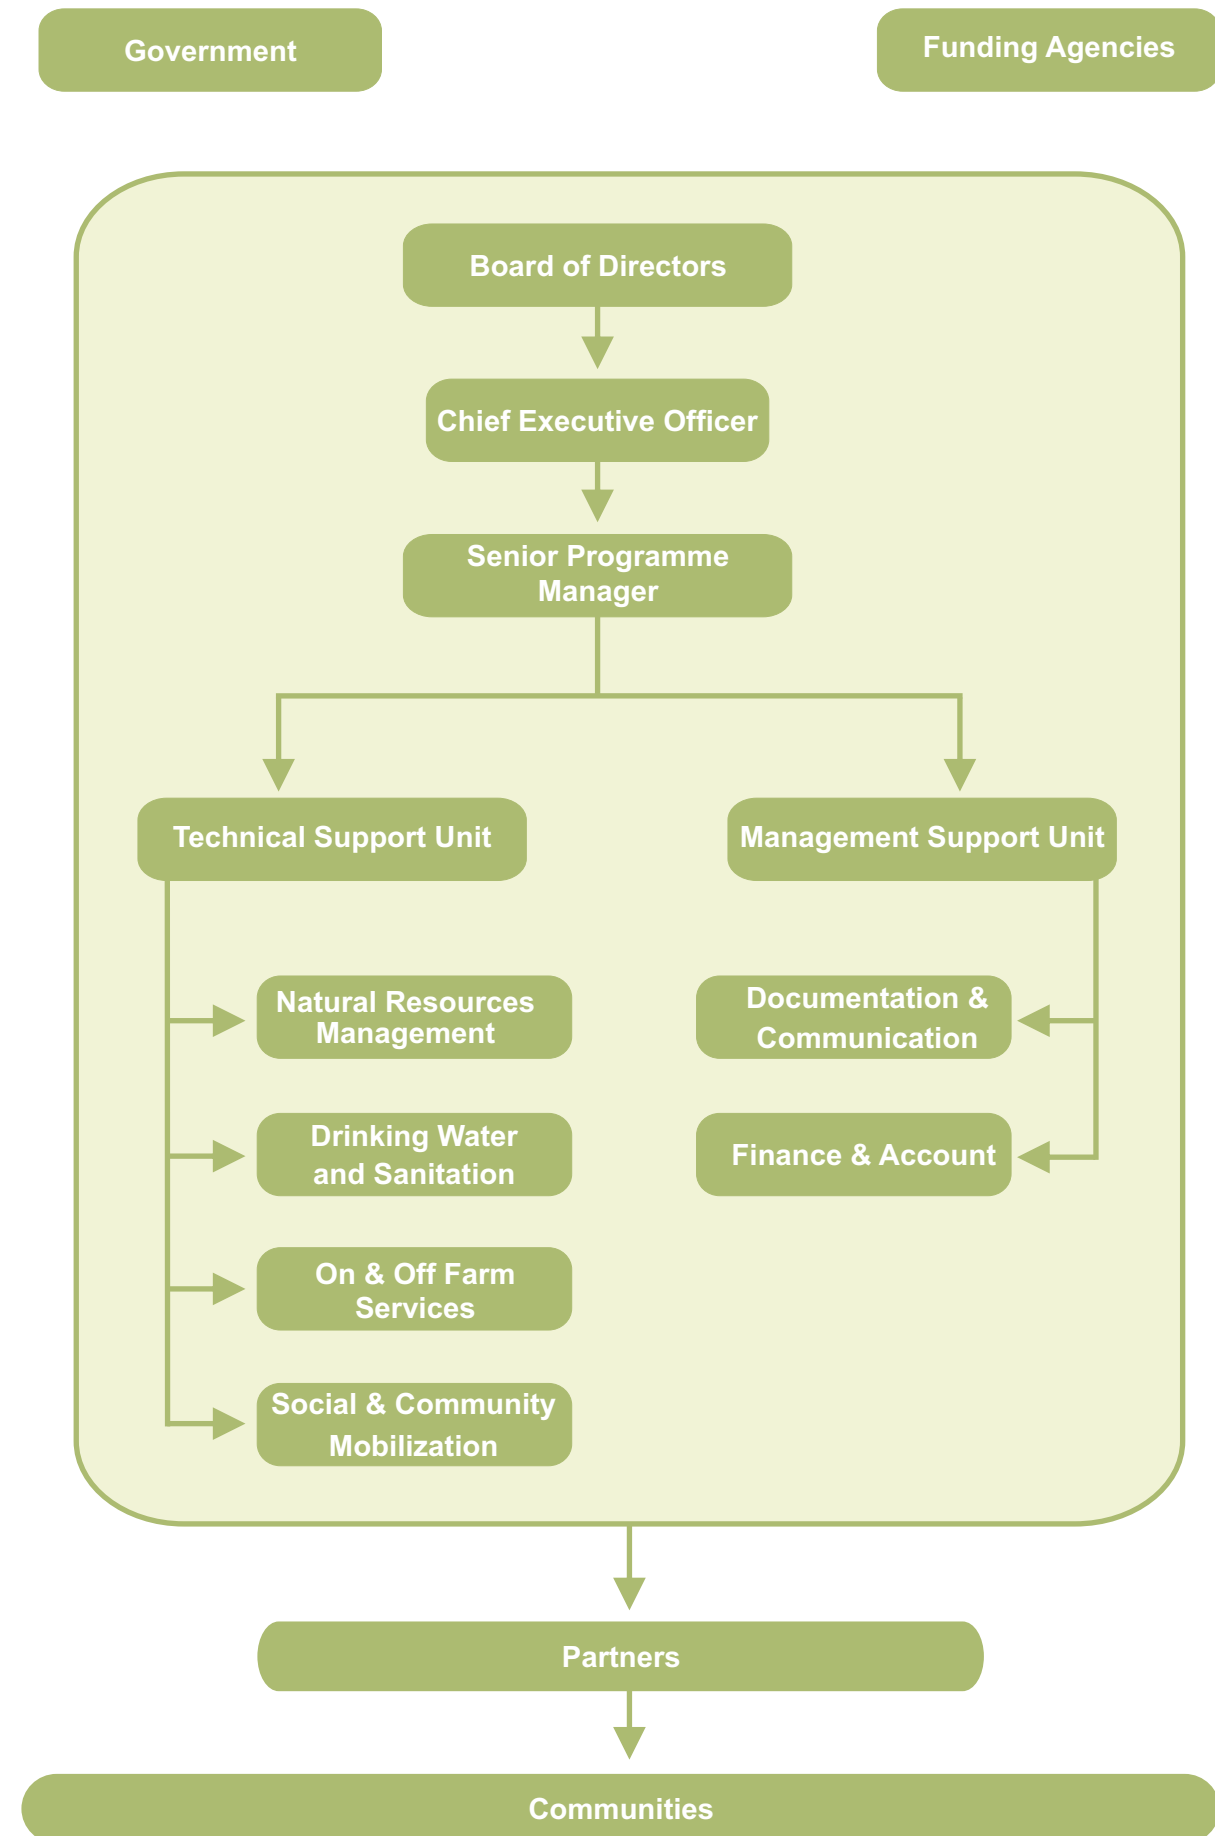 Government
Funding Agencies
Board of Directors
Chief Executive Officer
Senior Programme
Manager
Technical Support Unit
Management Support Unit
Natural Resources
Management
Documentation &
Communication
Drinking Water
and Sanitation
Finance & Account
On & Off Farm
Services
Social & Community
Mobilization
Partners
Communities